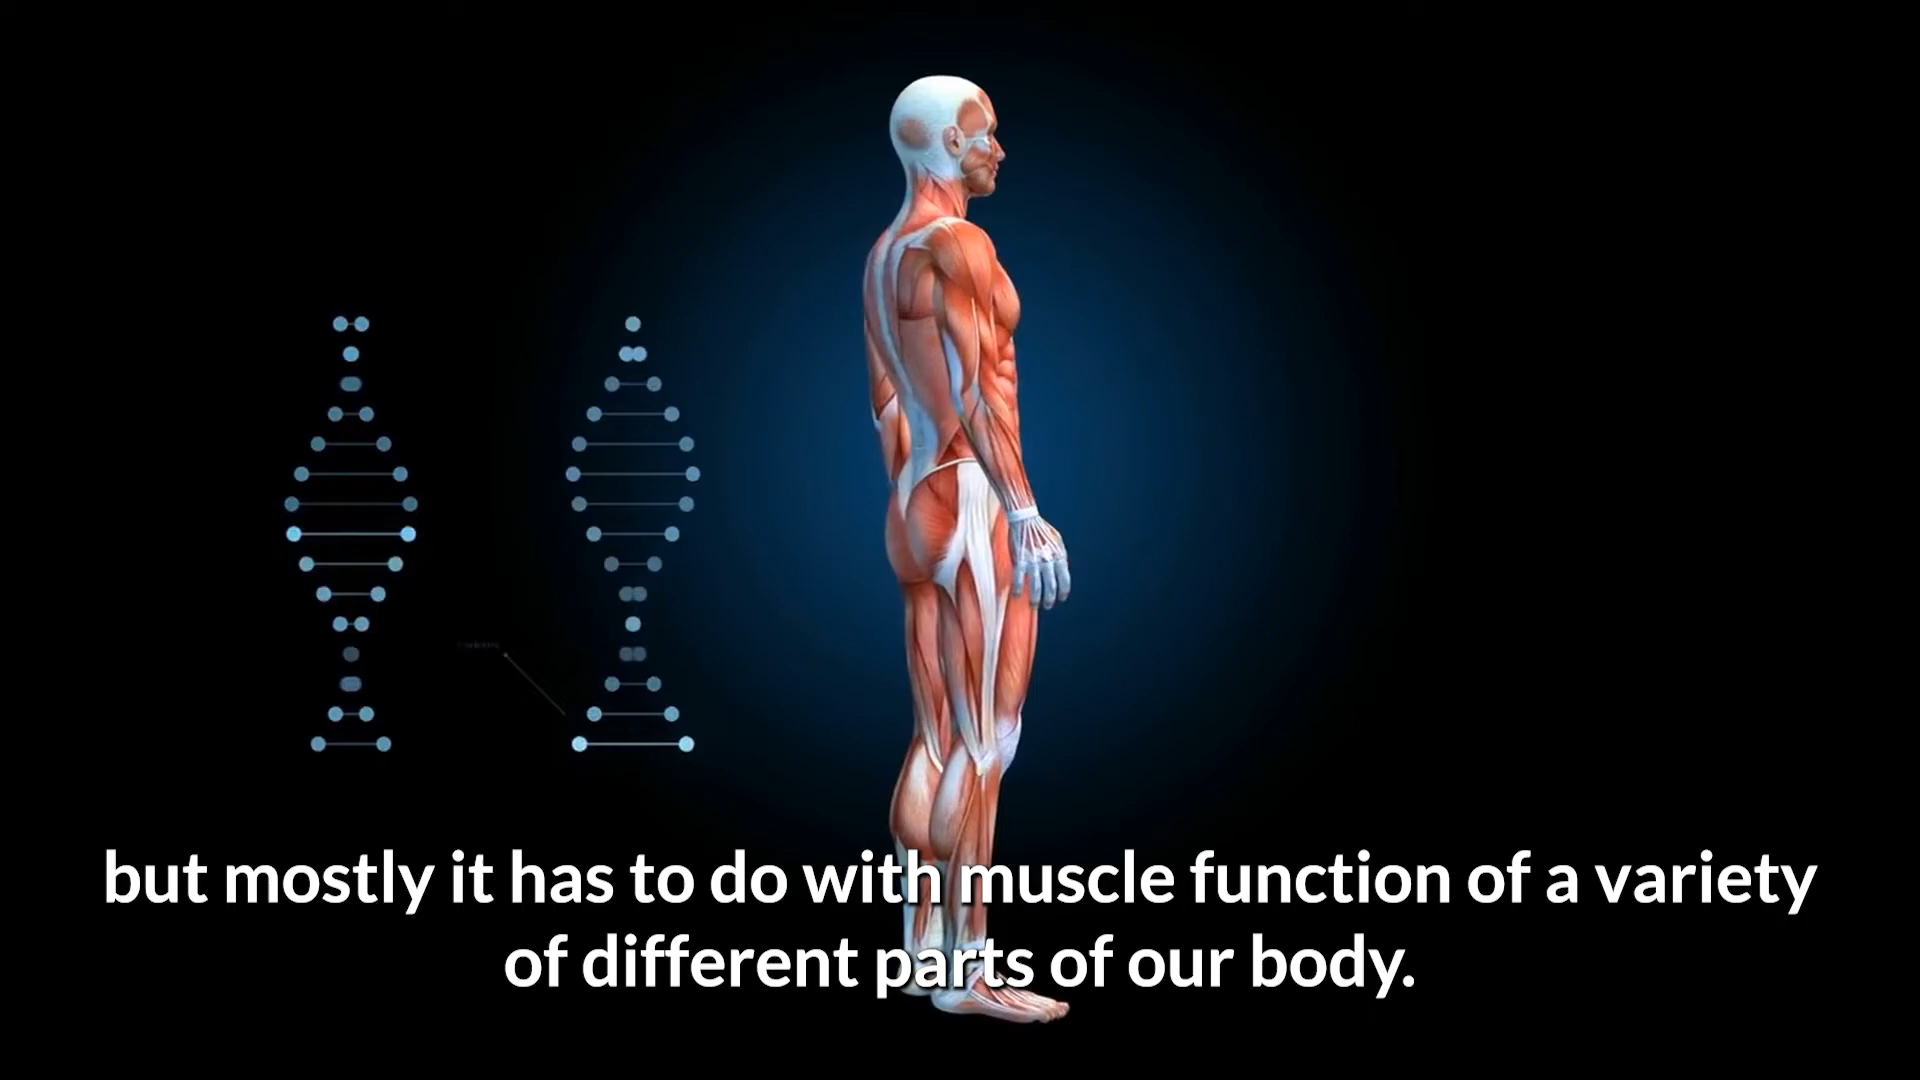 but mostly it has to do with muscle function of a variety
of different parts of our body.